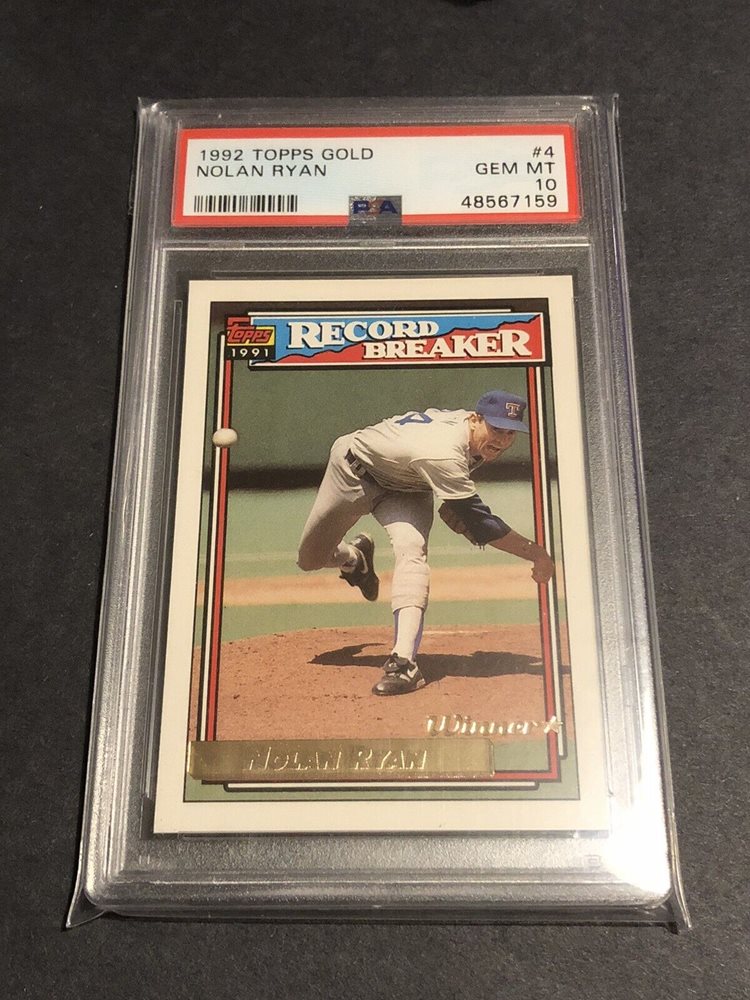 1992 TOPPS GOLD #4
NOLAN RYAN GEM MT
10
48567159
PSA
Topps RECORD
1991 BREAKER
T
Winner
NOLAN RYAN